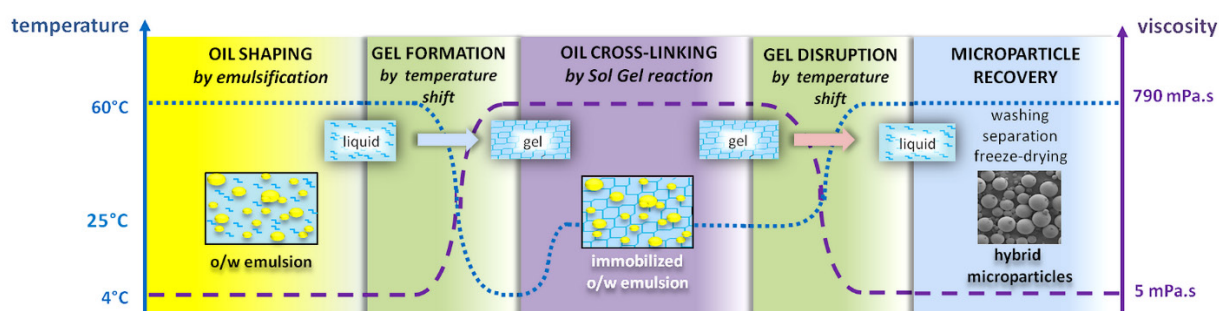 temperature
viscosity
OIL SHAPING
by emulsification
GEL FORMATION
by temperature
shift
OIL CROSS-LINKING
by Sol Gel reaction
GEL DISRUPTION
by temperature
shift
MICROPARTICLE
RECOVERY
60°C
25°C
4°C
790 mPa.s
5 mPa.s
liquid
gel
gel
liquid
washing
separation
freeze-drying
o/w emulsion
immobilized
o/w emulsion
hybrid
microparticles